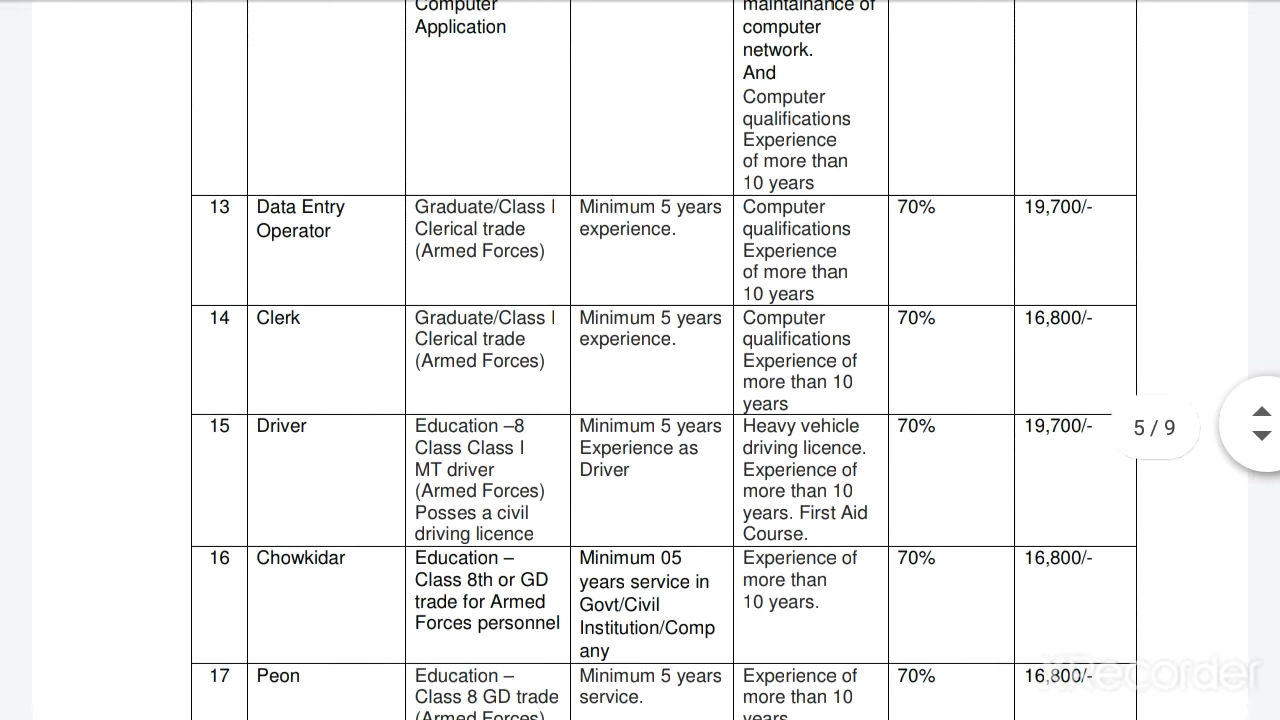 Computer
Application
maintainance of
computer
network.
And
Computer
qualifications
Experience
of more than
10 years
13
Data Entry
Operator
Graduate/Class I
Clerical trade
(Armed Forces)
Minimum 5 years
experience.
Computer
qualifications
Experience
of more than
10 years
70%
19,700/-
14
Clerk
Graduate/Class I
Clerical trade
(Armed Forces)
Minimum 5 years
experience.
Computer
qualifications
Experience of
more than 10
years
70%
16,800/-
15
Driver
Education –8
Class Class I
MT driver
(Armed Forces)
Posses a civil
driving licence
Minimum 5 years
Experience as
Driver
Heavy vehicle
driving licence.
Experience of
more than 10
years. First Aid
Course.
70%
19,700/-
5 / 9
16
Chowkidar
Education –
Class 8th or GD
trade for Armed
Forces personnel
Minimum 05
years service in
Govt/Civil
Institution/Comp
any
Experience of
more than
10 years.
70%
16,800/-
17
Peon
Education –
Class 8 GD trade
(Armed Forces)
Minimum 5 years
service.
Experience of
more than 10
years
70%
16,800/-
XRecorder